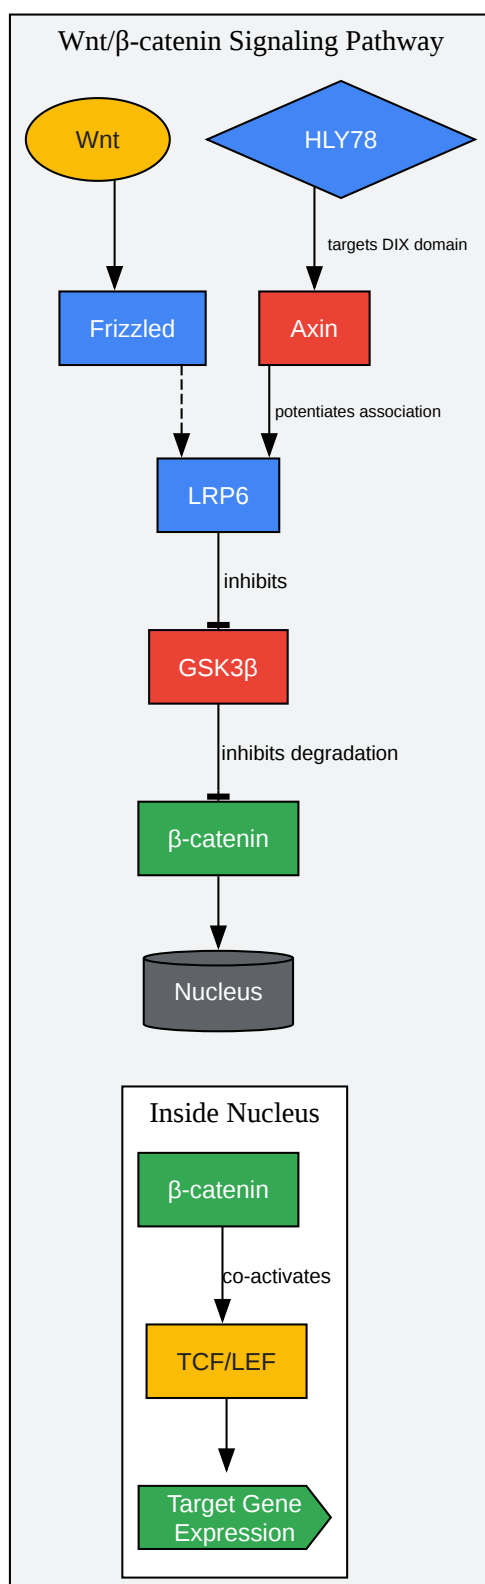 Wnt/β-catenin Signaling Pathway
Wnt
HLY78
targets DIX domain
Frizzled
Axin
potentiates association
LRP6
inhibits
GSK3β
inhibits degradation
β-catenin
Nucleus
Inside Nucleus
β-catenin
co-activates
TCF/LEF
Target Gene
Expression